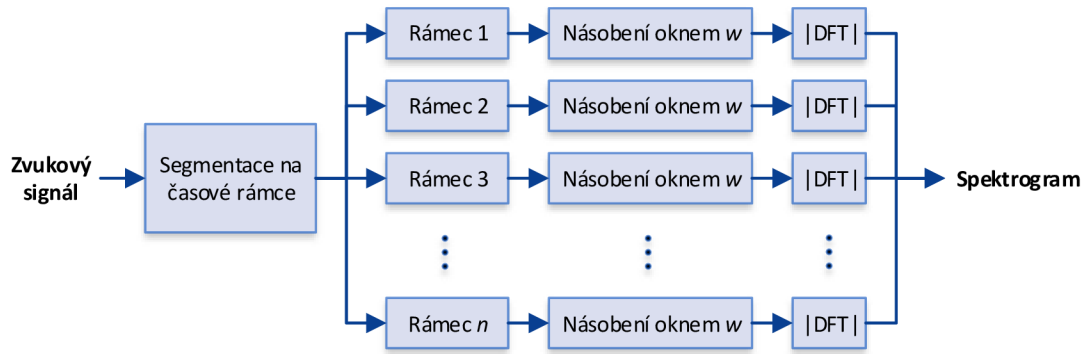 Zvukový
signál
Segmentace na
časové rámce
Rámec 1
Násobení oknem w
|DFT|
Rámec 2
Násobení oknem w
|DFT|
Rámec 3
Násobení oknem w
|DFT|
Rámec n
Násobení oknem w
|DFT|
Spektrogram